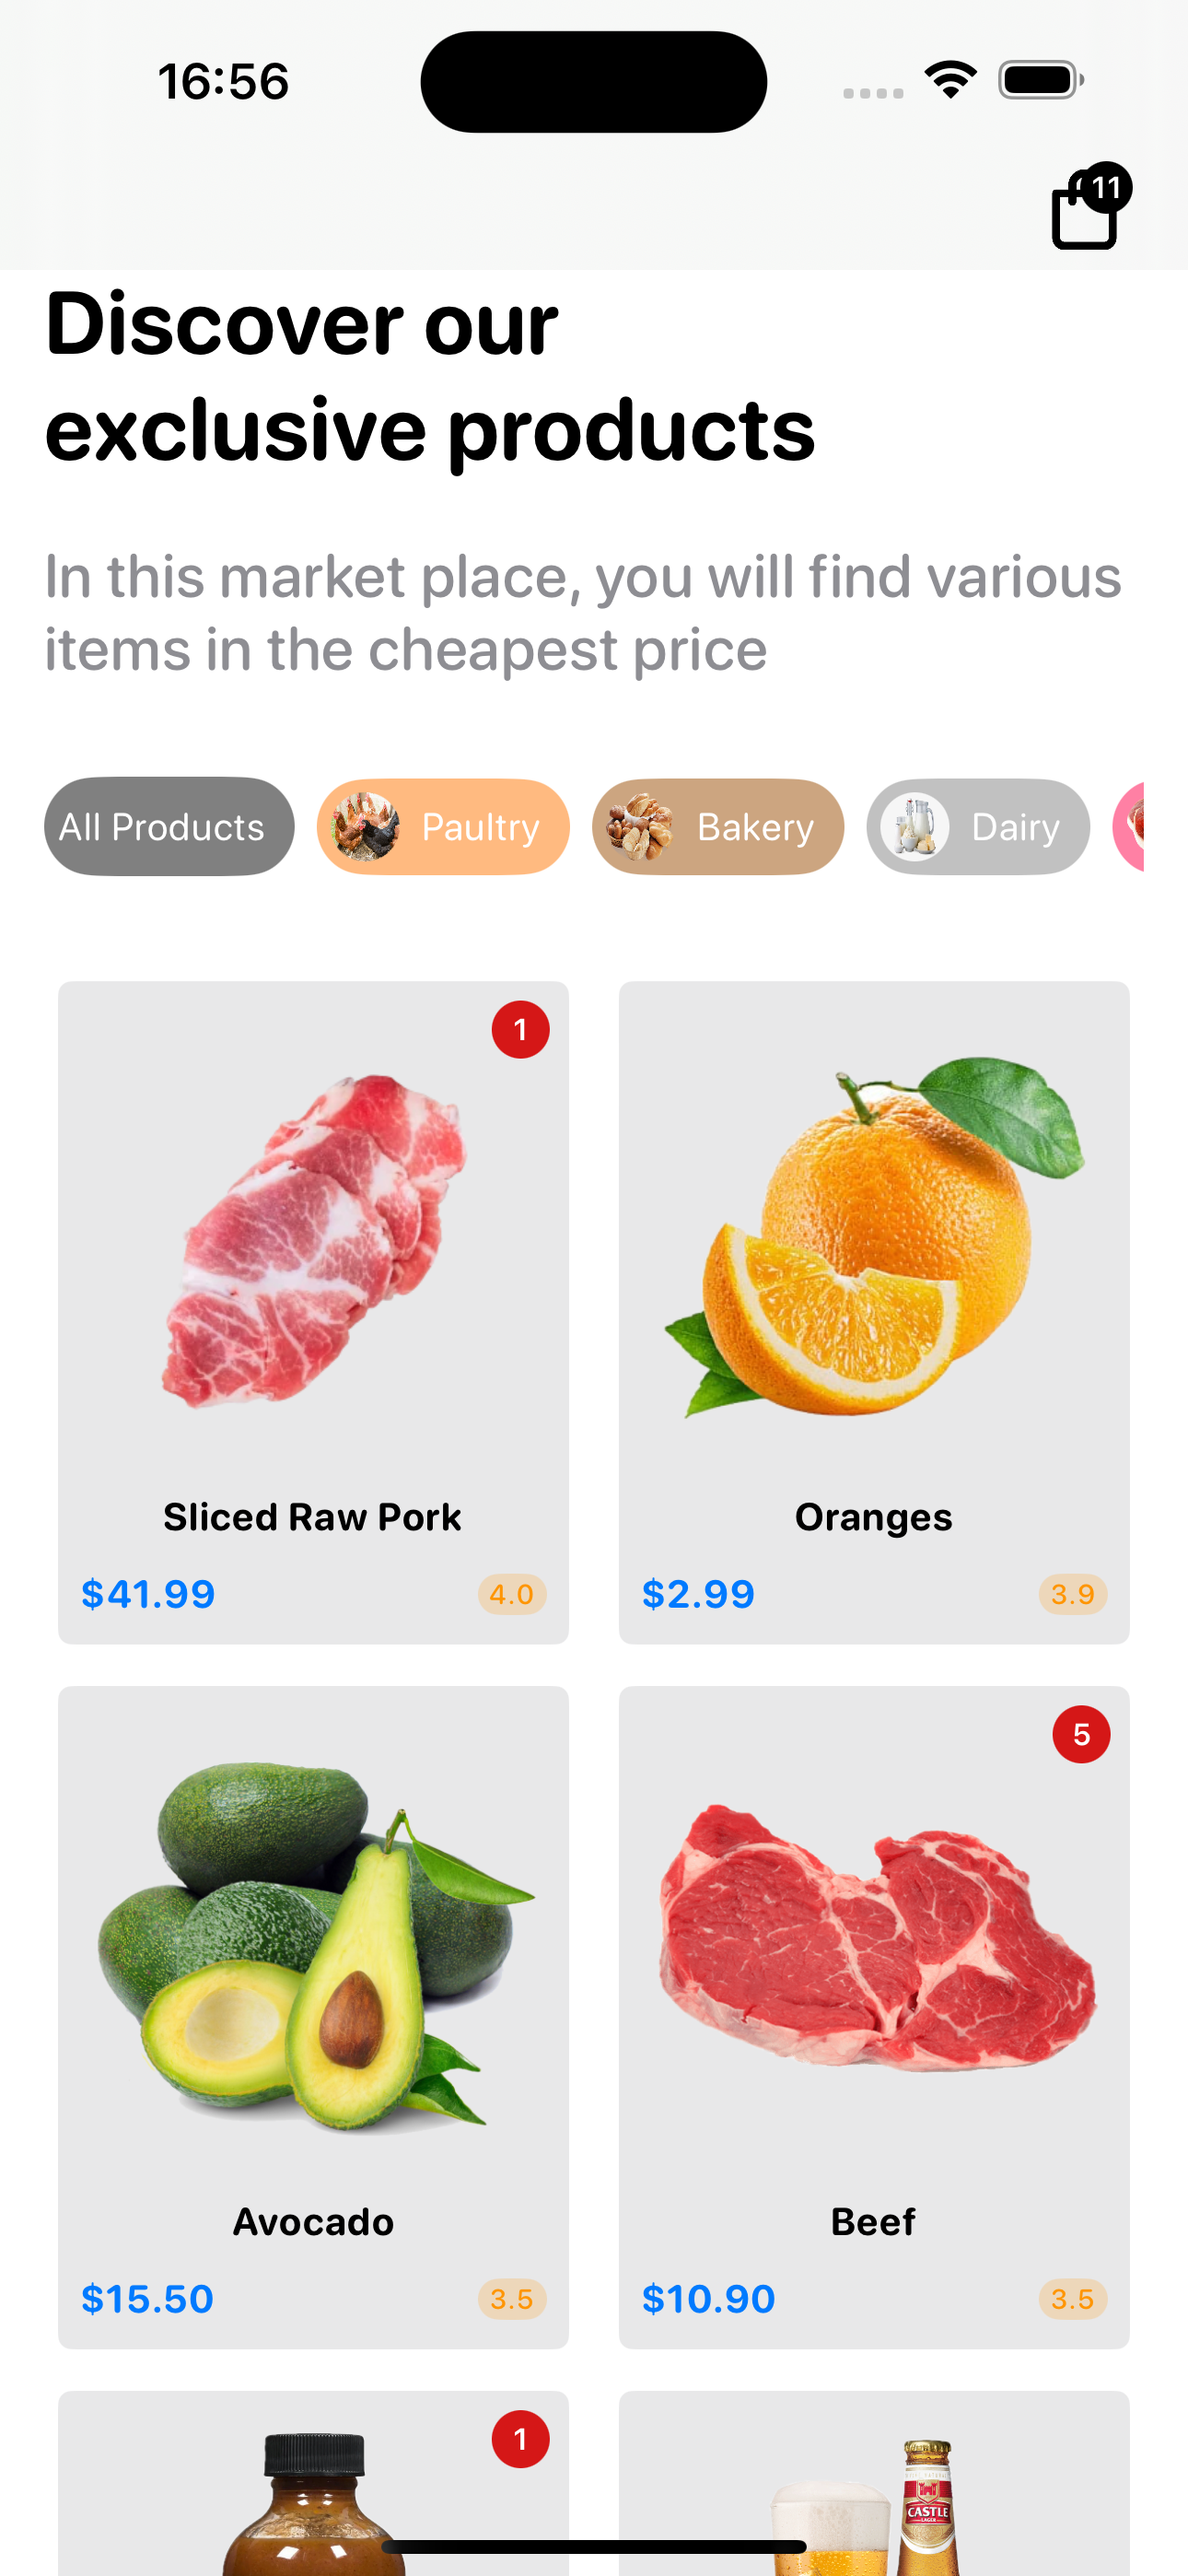 16:56
11
Discover our
exclusive products
In this market place, you will find various
items in the cheapest price
All Products
Paultry
Bakery
Dairy
1
Sliced Raw Pork
Oranges
$41.99
4.0
$2.99
3.9
5
Avocado
Beef
$15.50
3.5
$10.90
3.5
1
CASTLE
LAGER